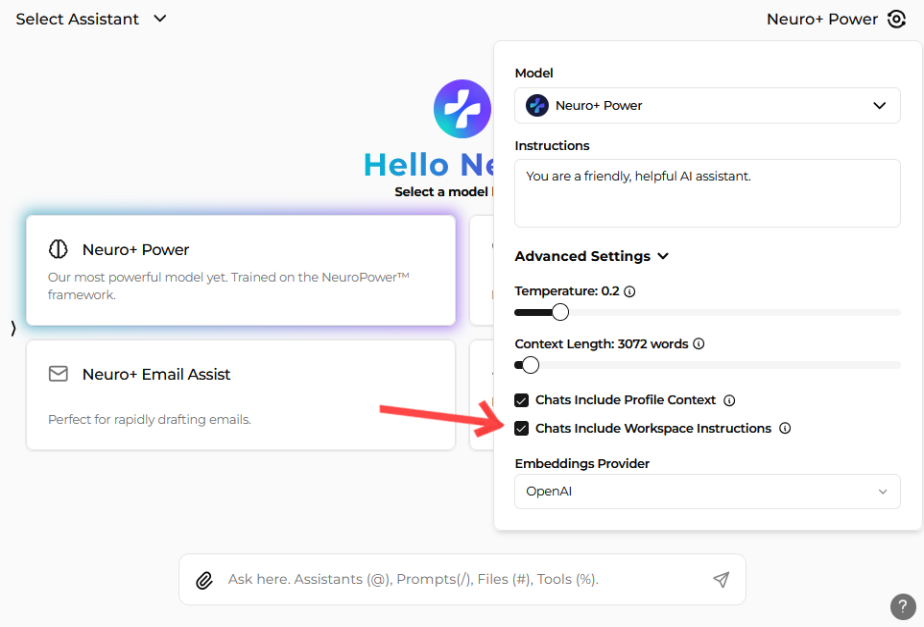 Select Assistant
Neuro+ Power
Model
Neuro+ Power
Instructions
You are a friendly, helpful AI assistant.
Advanced Settings
Temperature: 0.2
Context Length: 3072 words
Chats Include Profile Context
Chats Include Workspace Instructions
Embeddings Provider
OpenAI
Hello Ne
Select a model
Neuro+ Power
Our most powerful model yet. Trained on the NeuroPower™
framework.
Neuro+ Email Assist
Perfect for rapidly drafting emails.
Ask here. Assistants (@), Prompts(/), Files (#), Tools (%).
?